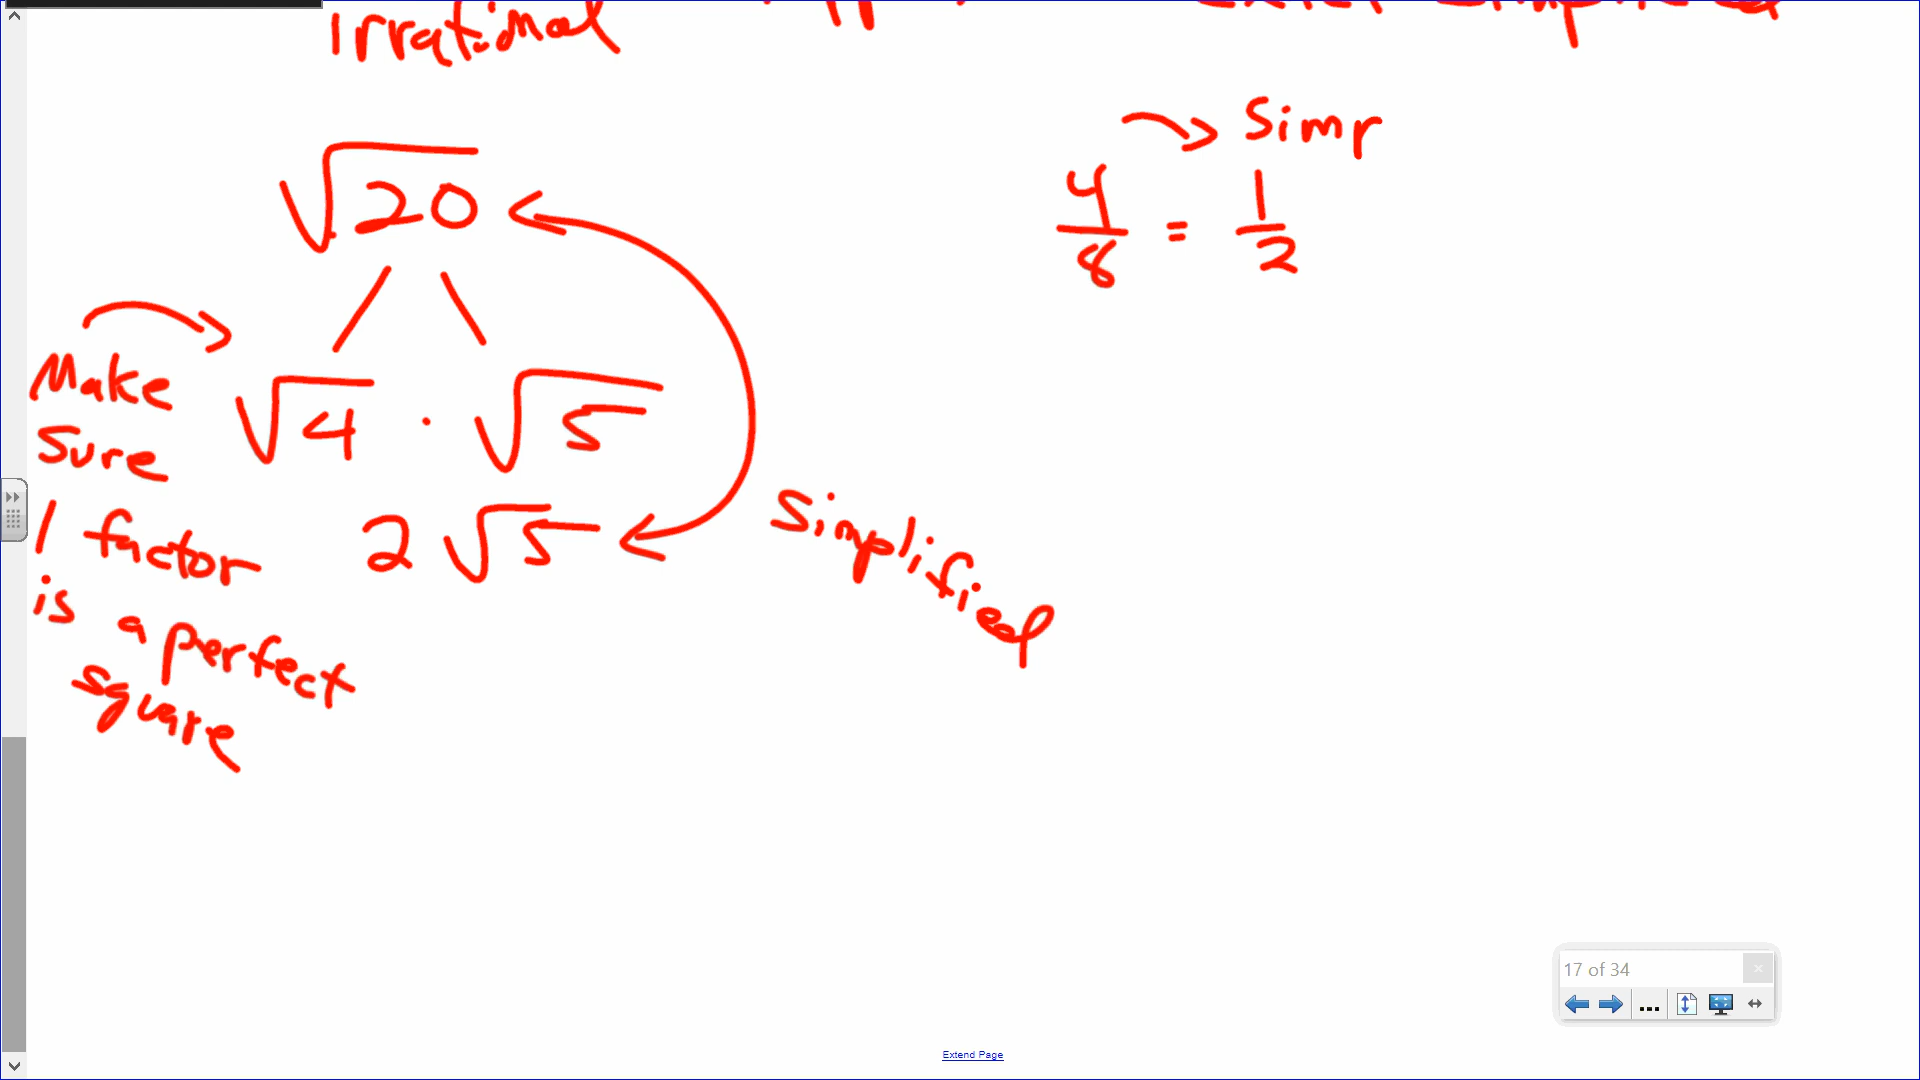 Irrational
√20
Simp
4/8 = 1/2
Make
Sure
√4 · √5
1 factor
2√5
is a perfect
square
Simplified
17 of 34
...
Extend Page